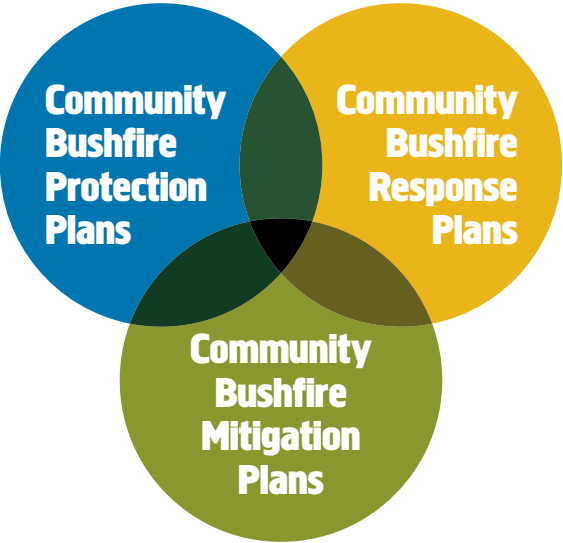 Community
Bushfire
Protection
Plans
Community
Bushfire
Response
Plans
Community
Bushfire
Mitigation
Plans